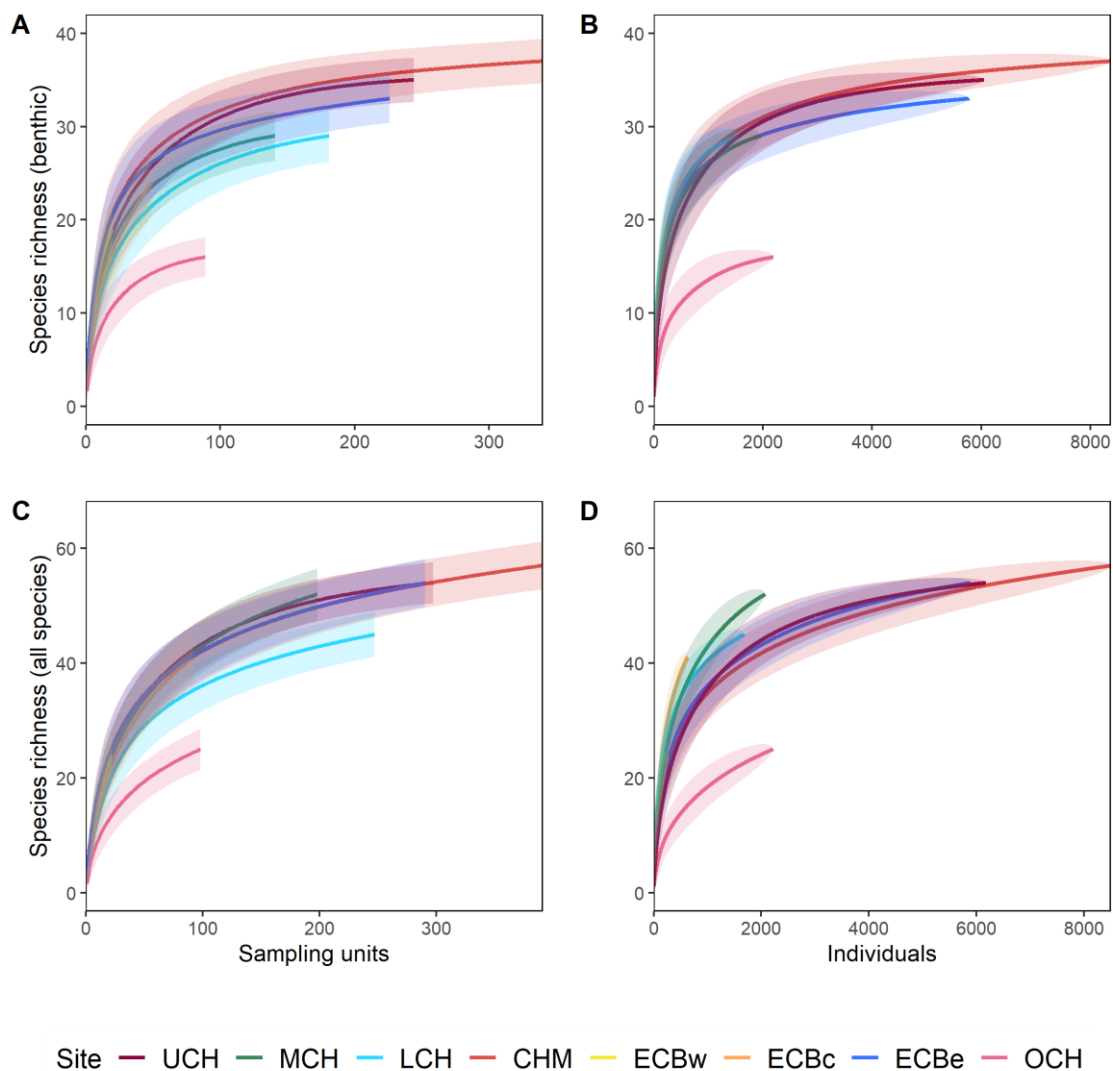 A
B
Species richness (benthic)
40
30
20
10
0
0 100 200 300
40
30
20
10
0
0 2000 4000 6000 8000
C
D
Species richness (all species)
60
40
20
0
0 100 200 300
Sampling units
60
40
20
0
0 2000 4000 6000 8000
Individuals
Site UCH MCH LCH CHM ECBw ECBc ECBe OCH